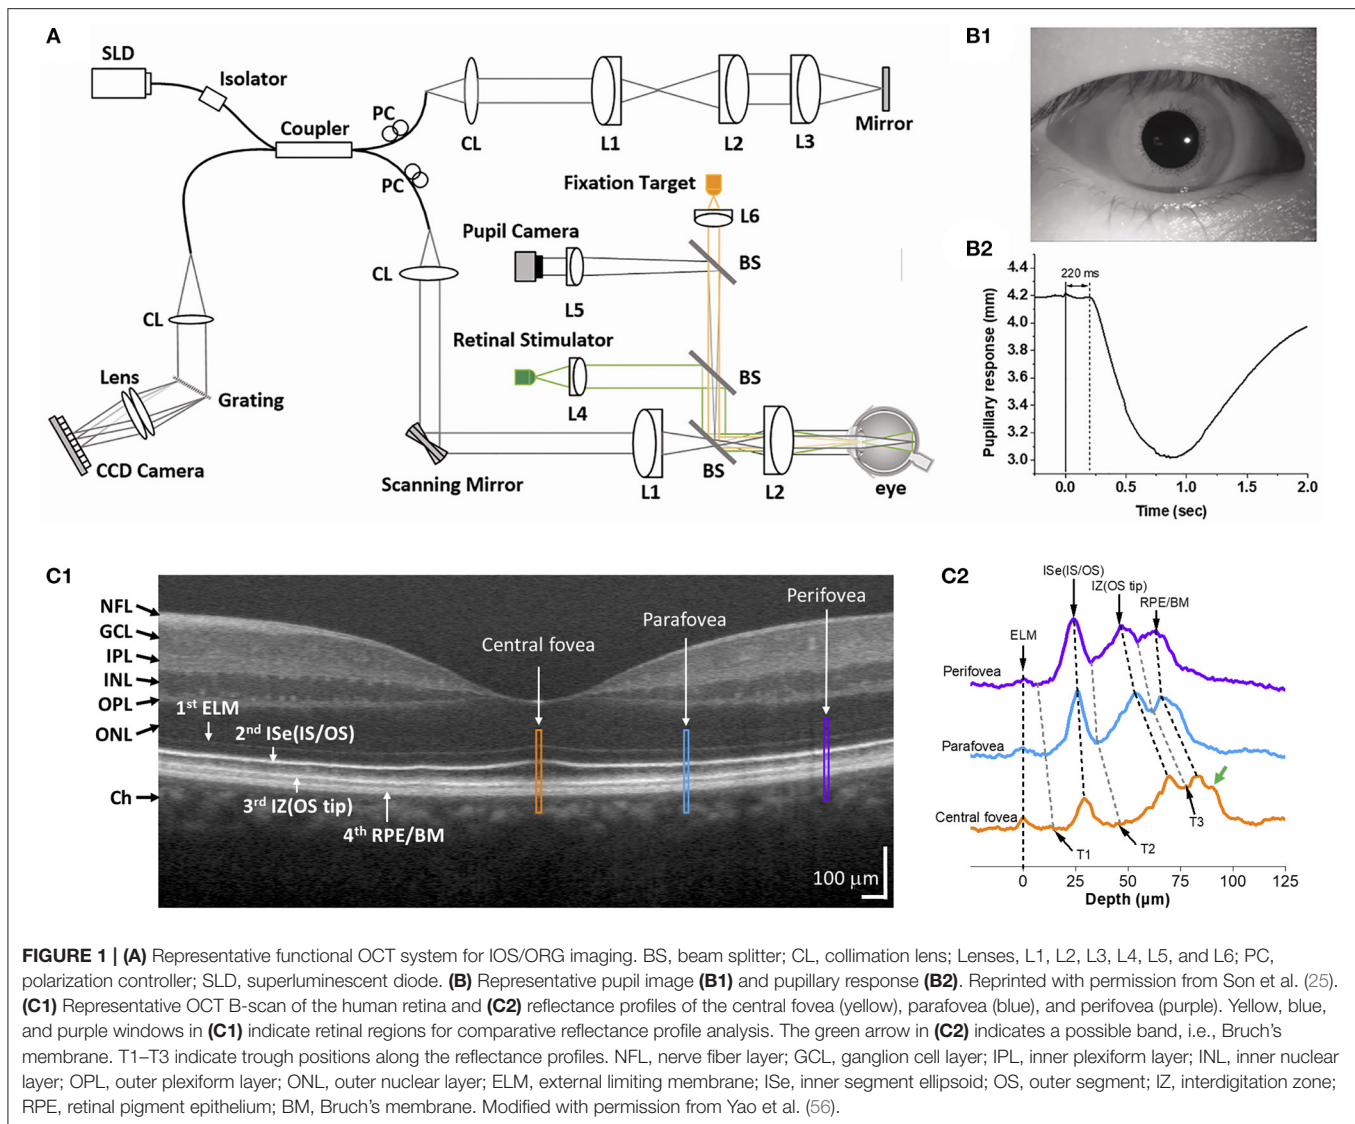 A
SLD
Isolator
Coupler
PC
PC
CL
L1
L2
L3
Mirror
Fixation Target
L6
Pupil Camera
BS
CL
L5
Retinal Stimulator
BS
L4
CL
Lens
Grating
CCD Camera
Scanning Mirror
L1
BS
L2
eye
B1
B2
220 ms
4.4
4.2
4.0
3.8
3.6
3.4
3.2
3.0
Pupillary response (mm)
0.0 0.5 1.0 1.5 2.0
Time (sec)
C1
NFL
GCL
IPL
INL
OPL
ONL
Ch
1st ELM
2nd ISe(IS/OS)
3rd IZ(OS tip)
4th RPE/BM
Central fovea
Parafovea
Perifovea
100 μm
C2
ISe(IS/OS)
IZ(OS tip)
RPE/BM
ELM
Perifovea
Parafovea
Central fovea
T1
T2
T3
0 25 50 75 100 125
Depth (μm)
FIGURE 1 | (A) Representative functional OCT system for IOS/ORG imaging. BS, beam splitter; CL, collimation lens; Lenses, L1, L2, L3, L4, L5, and L6; PC,
polarization controller; SLD, superluminescent diode. (B) Representative pupil image (B1) and pupillary response (B2). Reprinted with permission from Son et al. (25).
(C1) Representative OCT B-scan of the human retina and (C2) reflectance profiles of the central fovea (yellow), parafovea (blue), and perifovea (purple). Yellow, blue,
and purple windows in (C1) indicate retinal regions for comparative reflectance profile analysis. The green arrow in (C2) indicates a possible band, i.e., Bruch's
membrane. T1–T3 indicate trough positions along the reflectance profiles. NFL, nerve fiber layer; GCL, ganglion cell layer; IPL, inner plexiform layer; INL, inner nuclear
layer; OPL, outer plexiform layer; ONL, outer nuclear layer; ELM, external limiting membrane; ISe, inner segment ellipsoid; OS, outer segment; IZ, interdigitation zone;
RPE, retinal pigment epithelium; BM, Bruch's membrane. Modified with permission from Yao et al. (56).